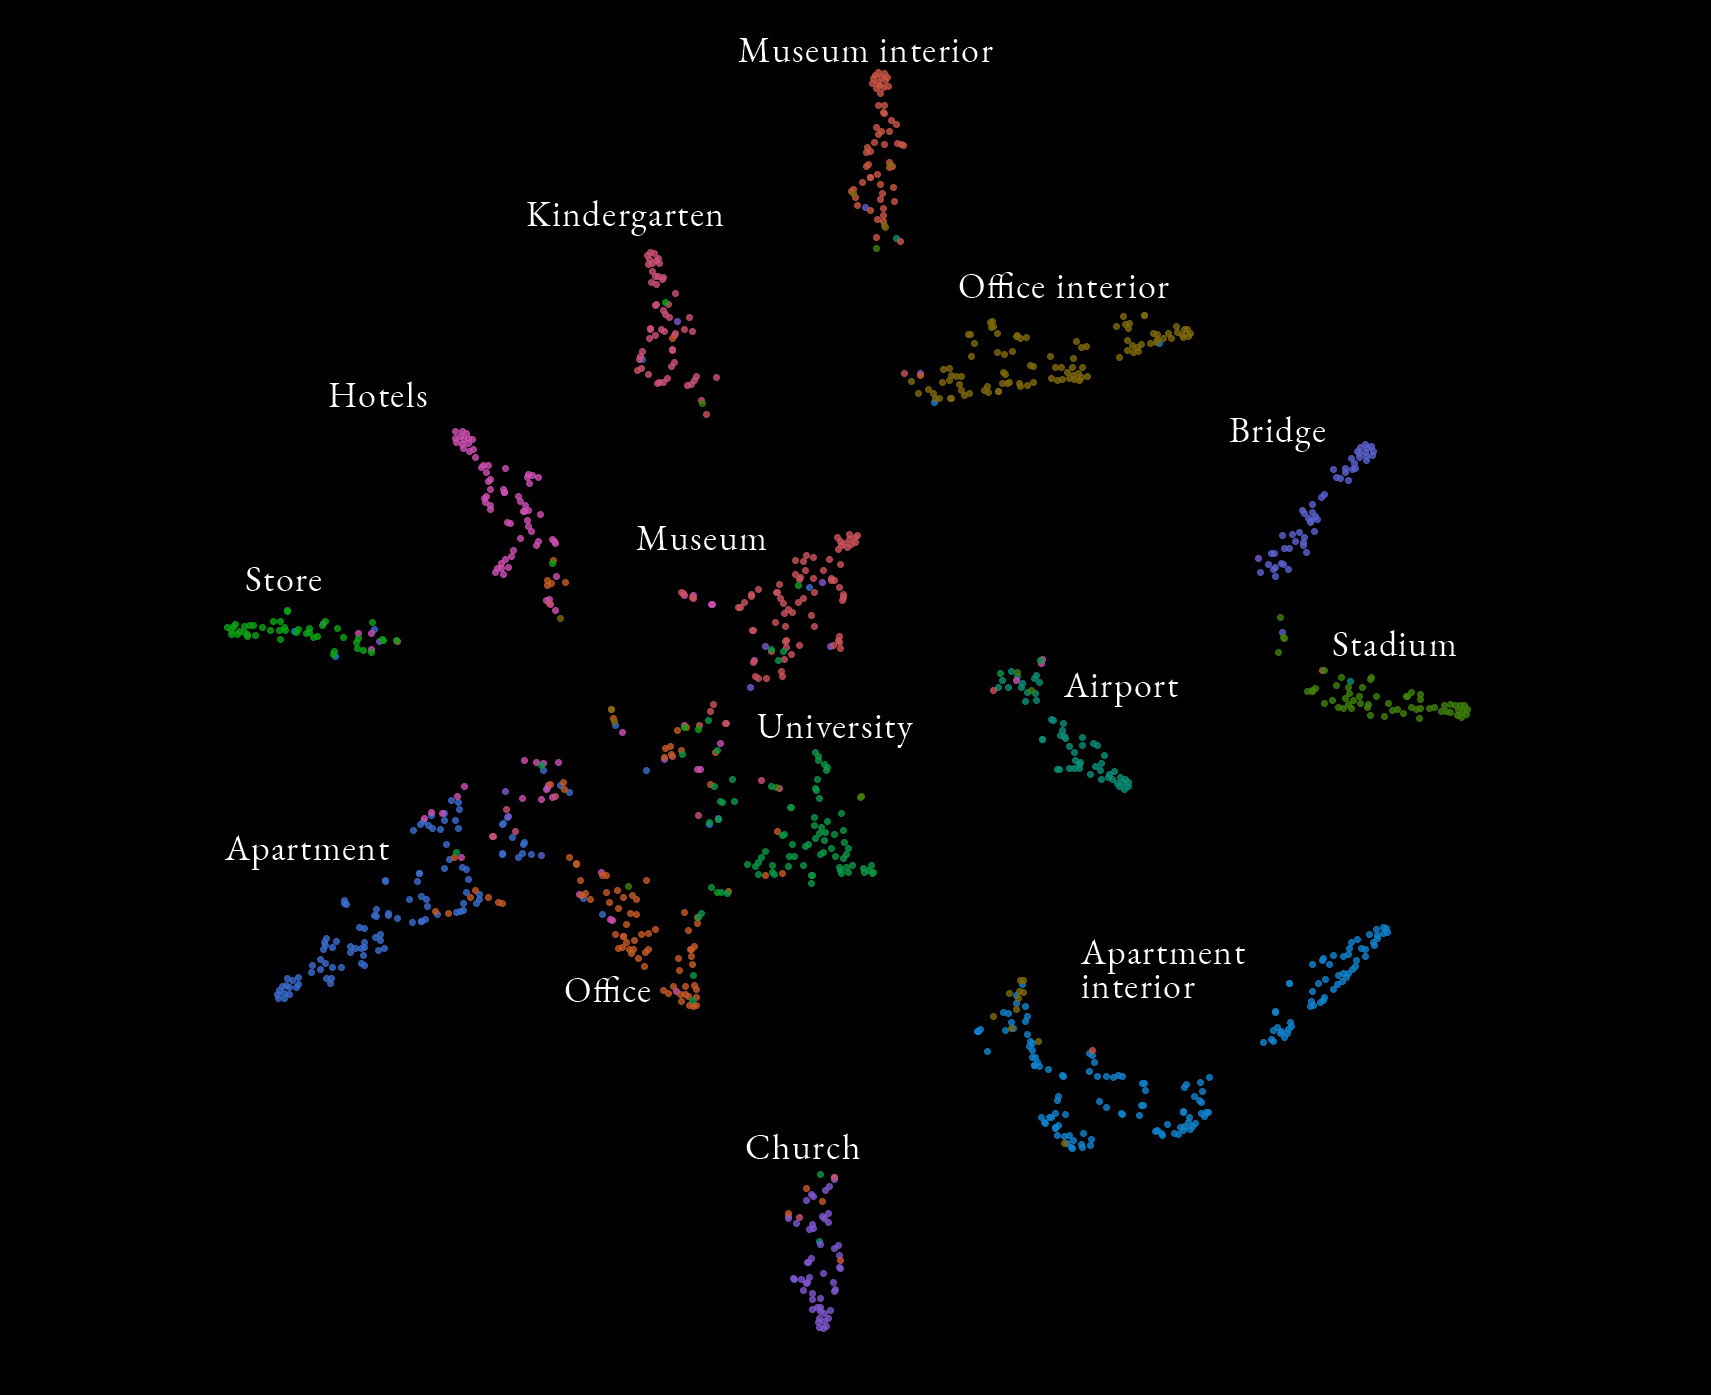 Museum interior
Kindergarten
Office interior
Hotels
Bridge
Museum
Store
Stadium
Airport
University
Apartment
Apartment
interior
Office
Church